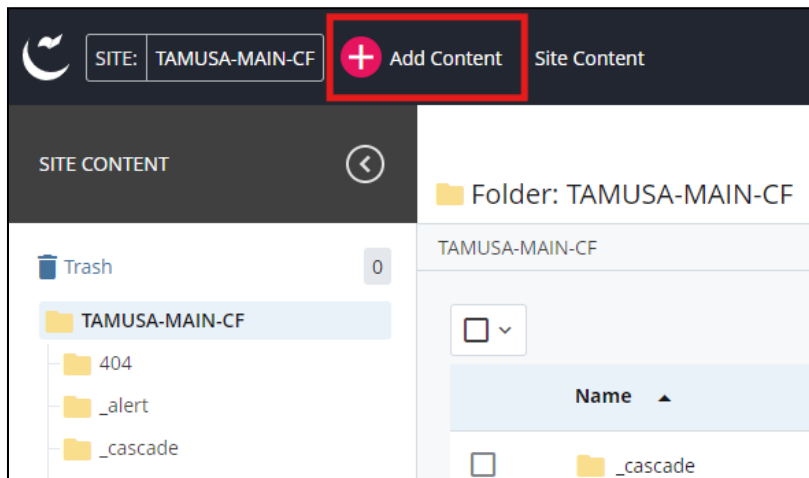 SITE: TAMUSA-MAIN-CF Add Content Site Content
SITE CONTENT
Folder: TAMUSA-MAIN-CF
TAMUSA-MAIN-CF
Trash 0
TAMUSA-MAIN-CF
404
_alert
_cascade
Name
_cascade